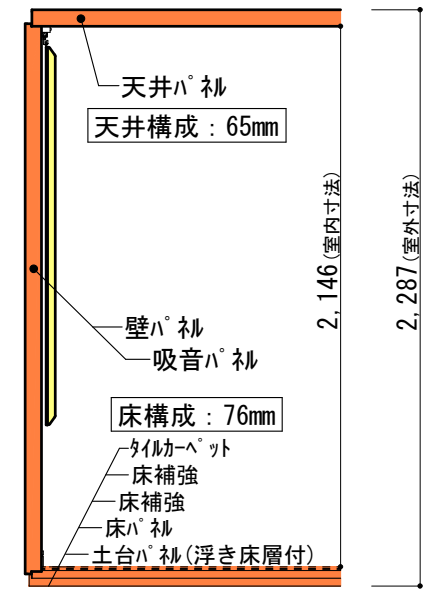 天井ﾊﾟﾈﾙ
天井構成：65mm
2,146(室内寸法)
2,287(室外寸法)
壁ﾊﾟﾈﾙ
吸音ﾊﾟﾈﾙ
床構成：76mm
ﾀｲﾙｶｰﾍﾟｯﾄ
床補強
床補強
床ﾊﾟﾈﾙ
土台ﾊﾟﾈﾙ(浮き床層付)